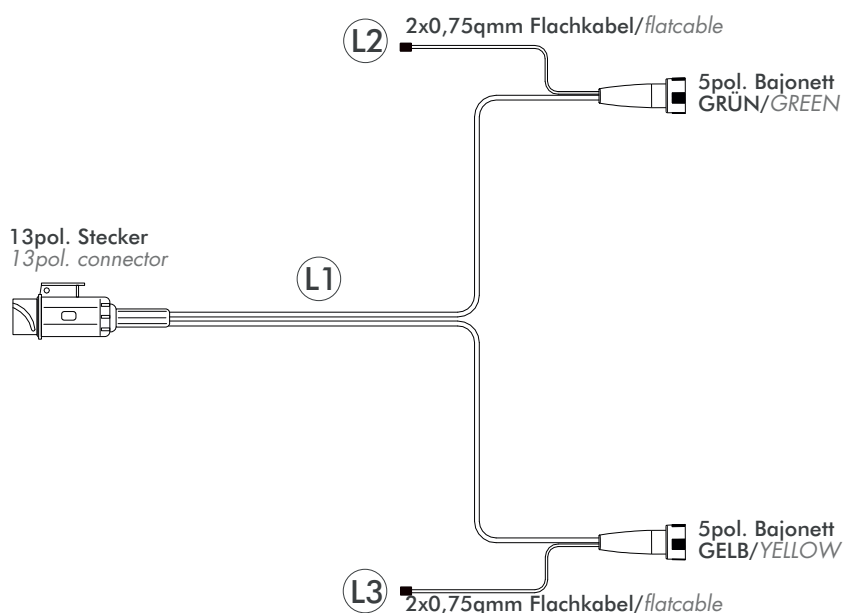 L2
2x0,75qmm Flachkabel/flatcable
5pol. Bajonett
GRÜN/GREEN
13pol. Stecker
13pol. connector
L1
5pol. Bajonett
GELB/YELLOW
L3
2x0,75qmm Flachkabel/flatcable